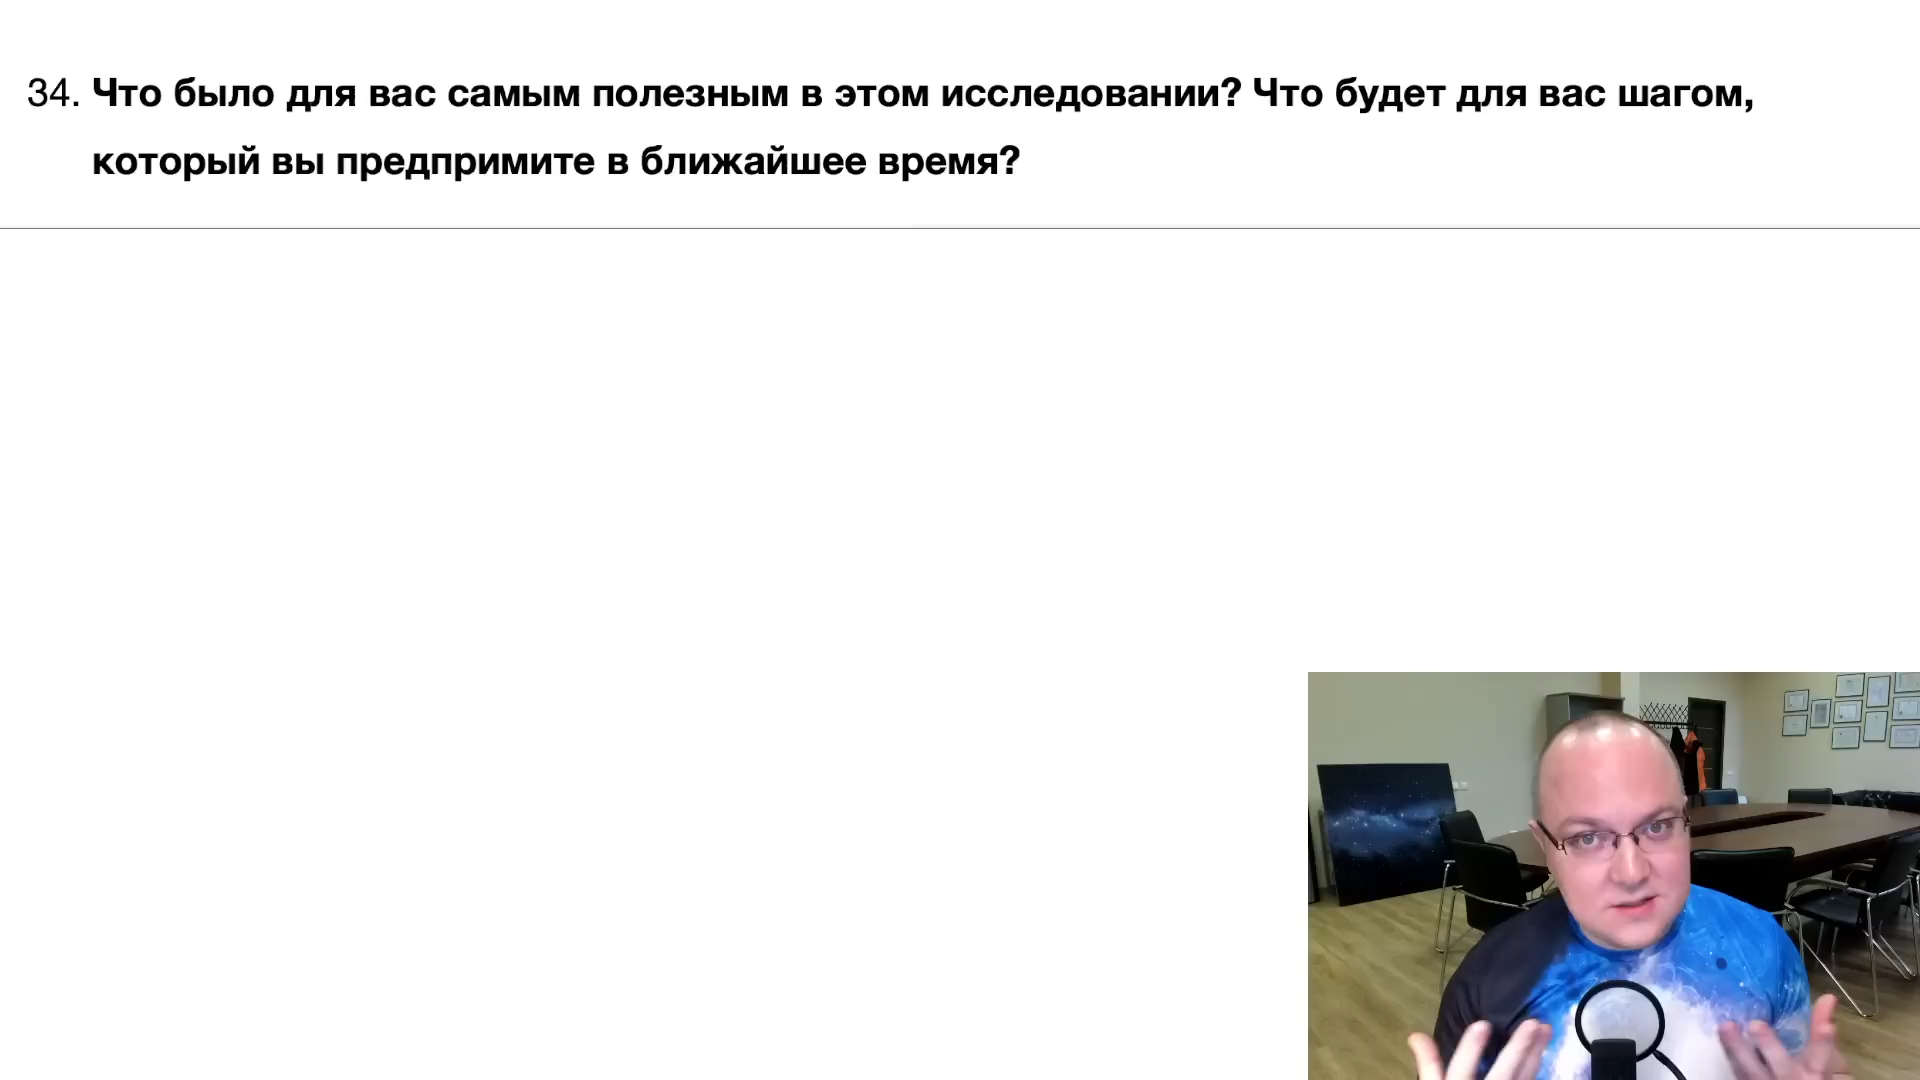 34. Что было для вас самым полезным в этом исследовании? Что будет для вас шагом,
который вы предпримите в ближайшее время?